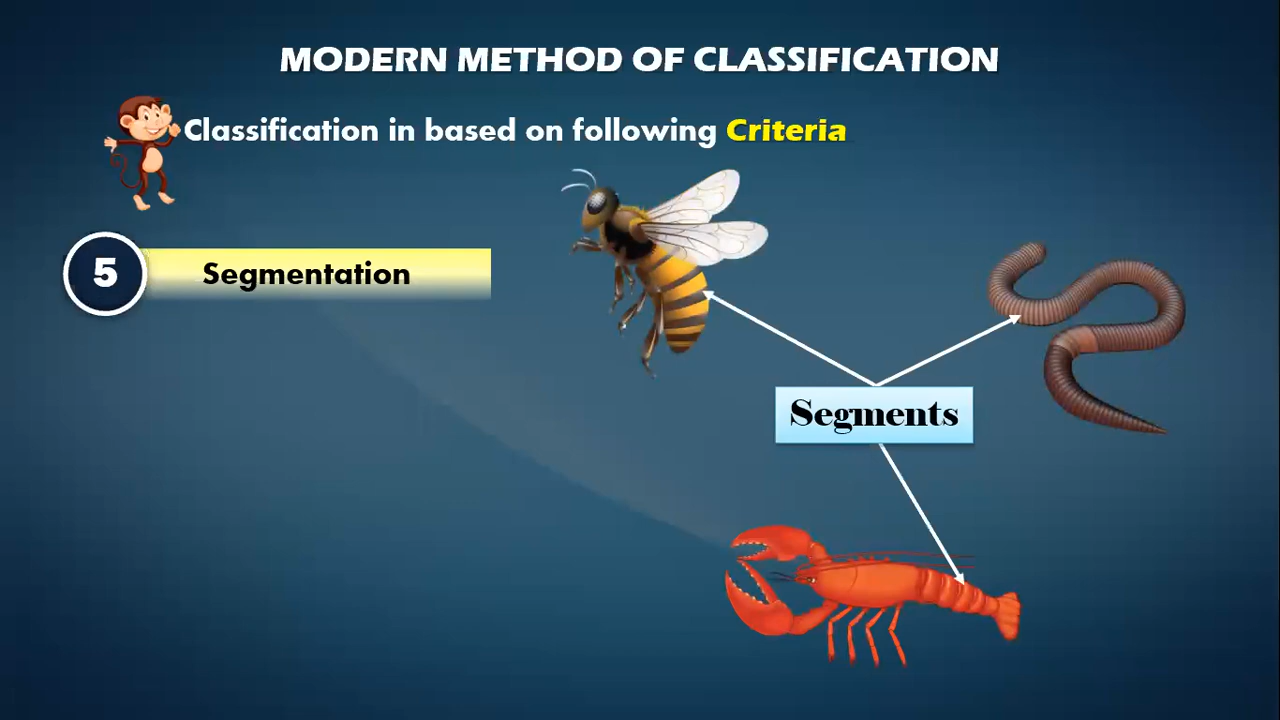 MODERN METHOD OF CLASSIFICATION
Classification in based on following Criteria
5
Segmentation
Segments